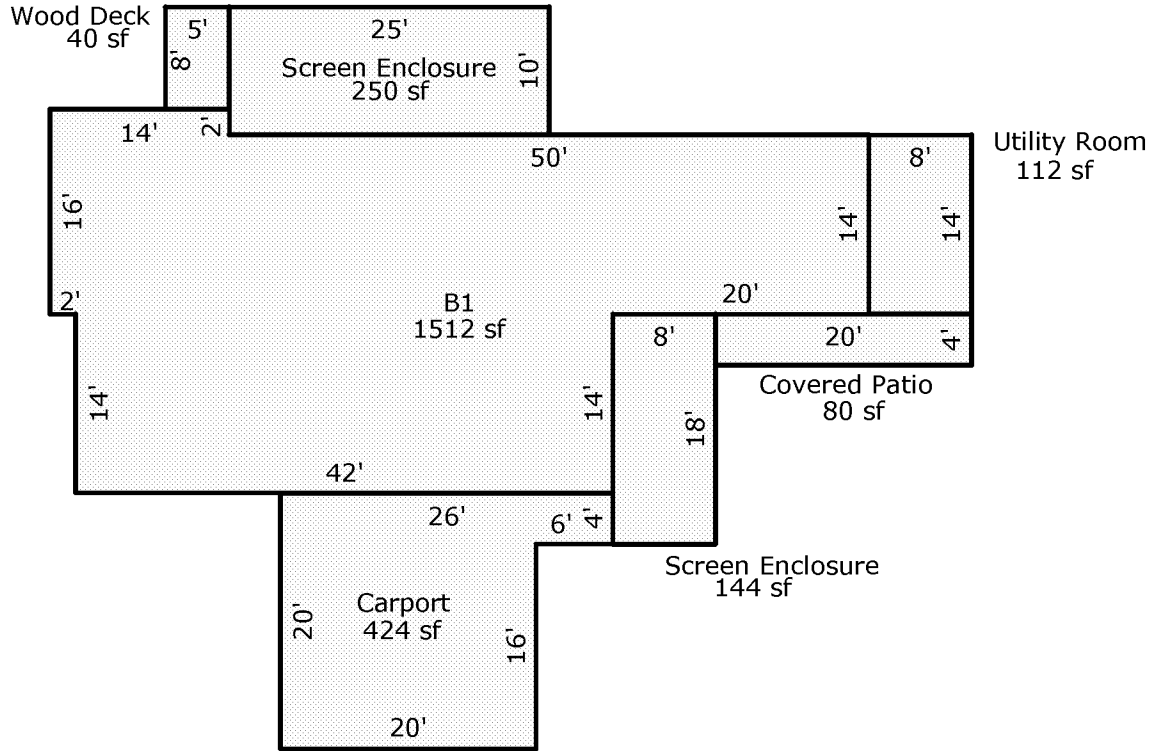 Wood Deck
40 sf
5'
8'
25'
Screen Enclosure
250 sf
10'
14'
2'
50'
8'
Utility Room
112 sf
16'
14'
14'
2'
B1
1512 sf
20'
8'
20'
4'
Covered Patio
80 sf
14'
14'
18'
42'
26'
6'
4'
Screen Enclosure
144 sf
Carport
424 sf
20'
16'
20'